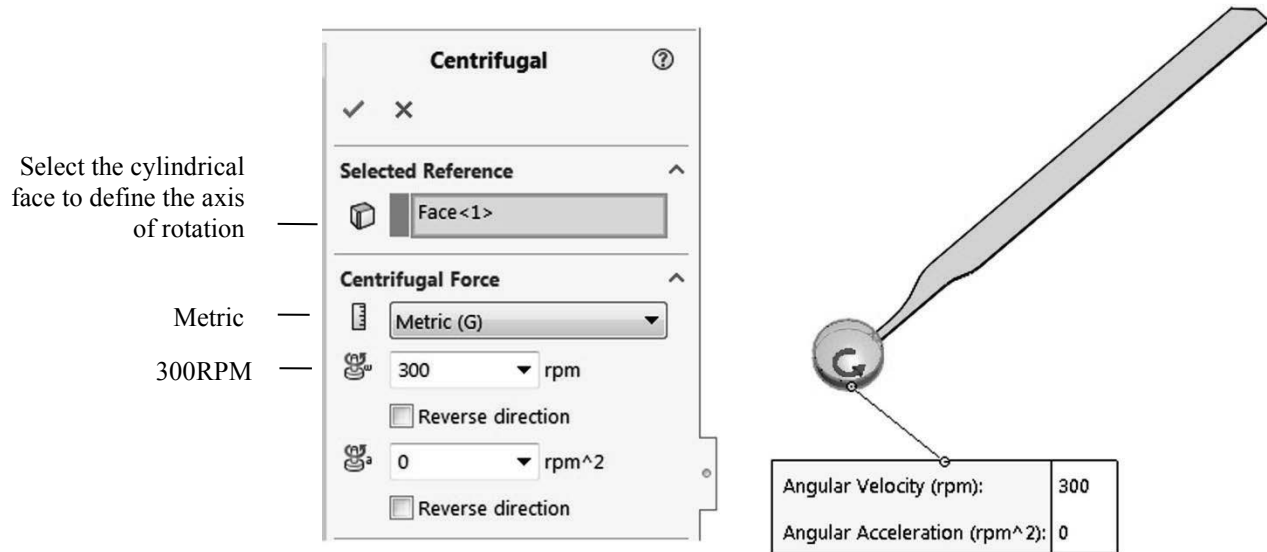 Centrifugal
Select the cylindrical
face to define the axis
of rotation
Selected Reference
Face<1>
Centrifugal Force
Metric
Metric (G)
300RPM
300 rpm
Reverse direction
0 rpm^2
Reverse direction
Angular Velocity (rpm): 300
Angular Acceleration (rpm^2): 0